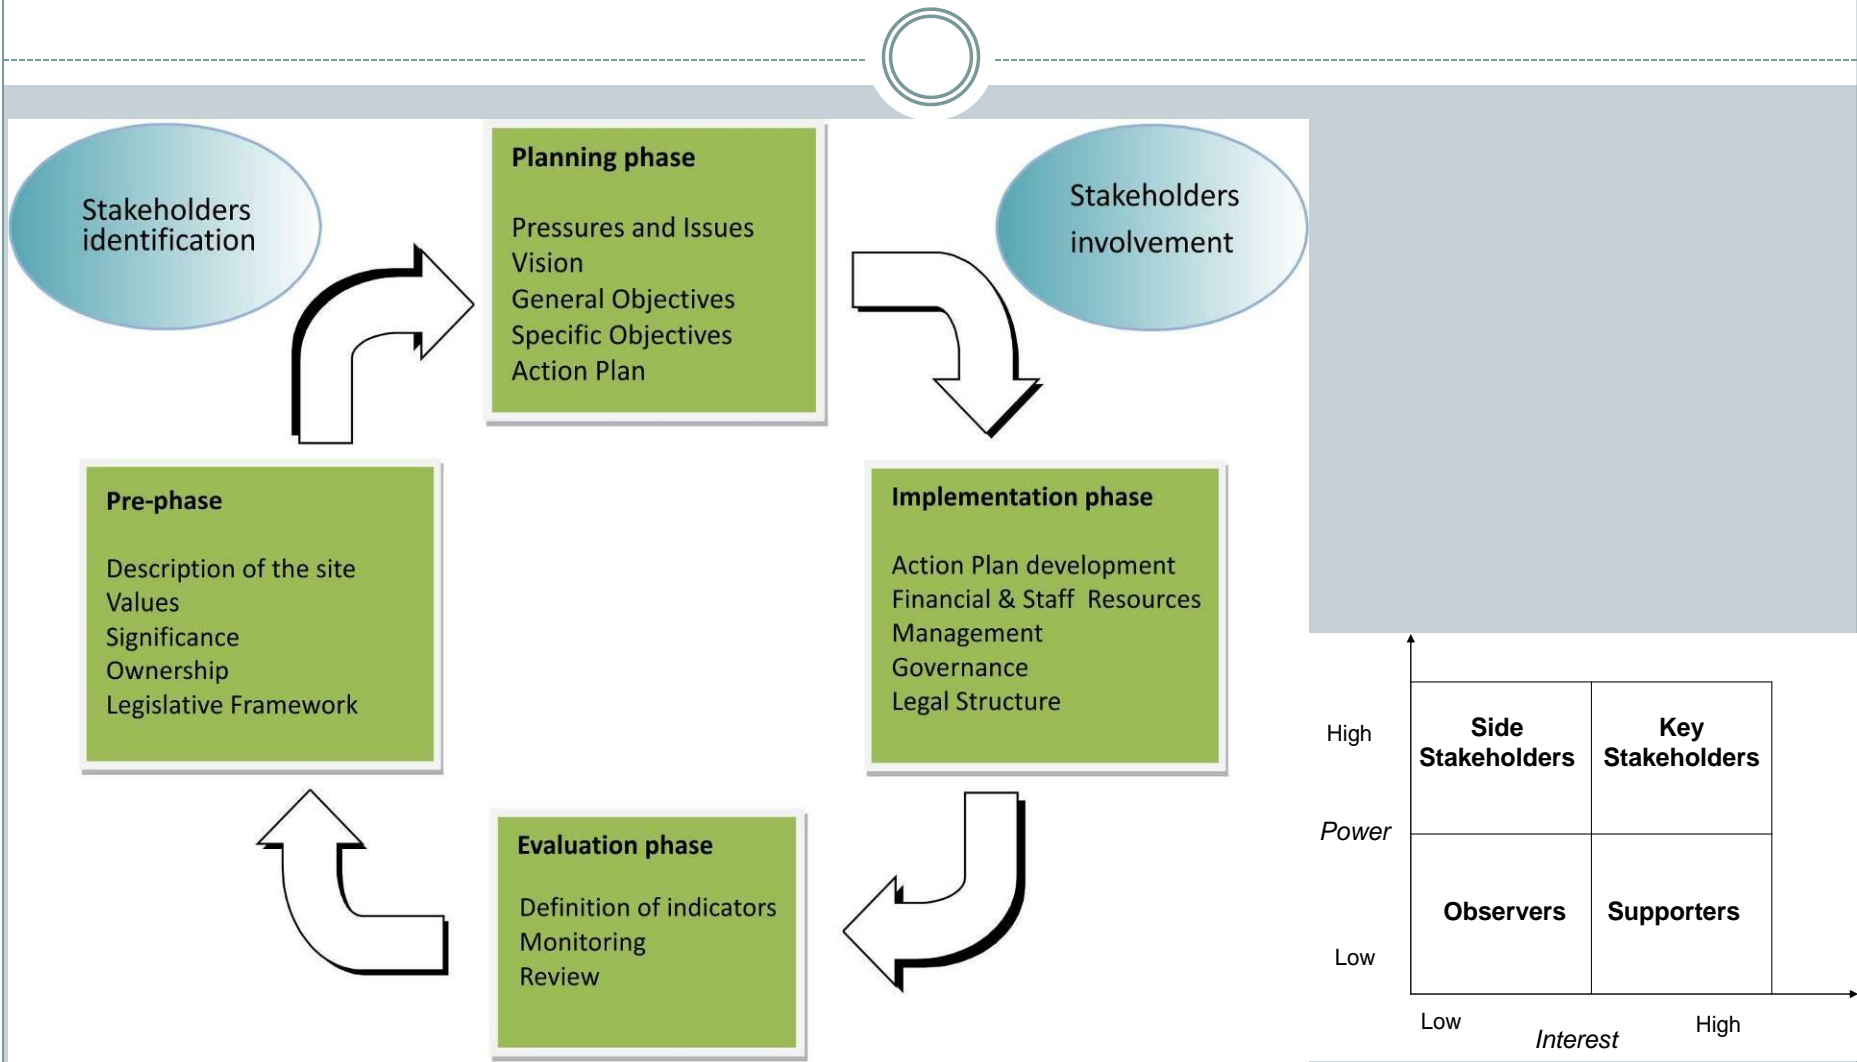 Stakeholders
identification
Planning phase
Pressures and Issues
Vision
General Objectives
Specific Objectives
Action Plan
Stakeholders
involvement
Pre-phase
Description of the site
Values
Significance
Ownership
Legislative Framework
Implementation phase
Action Plan development
Financial & Staff Resources
Management
Governance
Legal Structure
Evaluation phase
Definition of indicators
Monitoring
Review
High
Side
Stakeholders
Key
Stakeholders
Power
Observers
Supporters
Low
Low
High
Interest